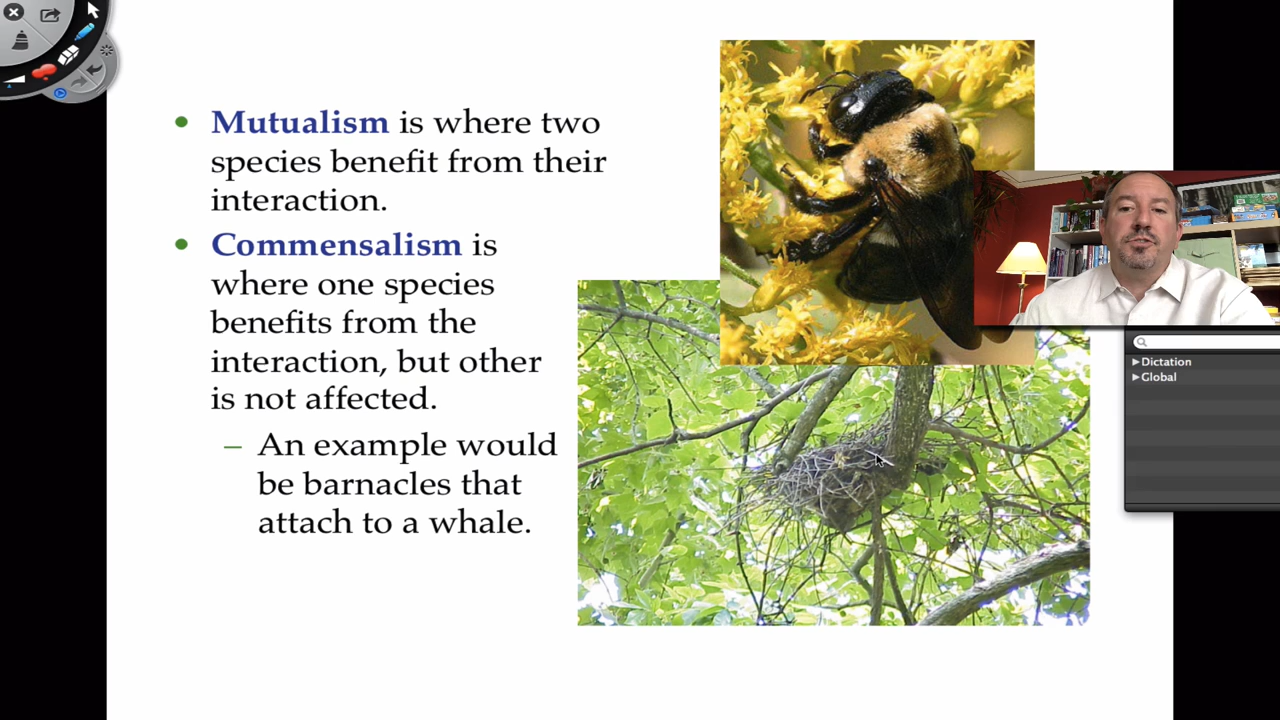 • Mutualism is where two
species benefit from their
interaction.
• Commensalism is
where one species
benefits from the
interaction, but other
is not affected.
– An example would
be barnacles that
attach to a whale.
Dictation
Global